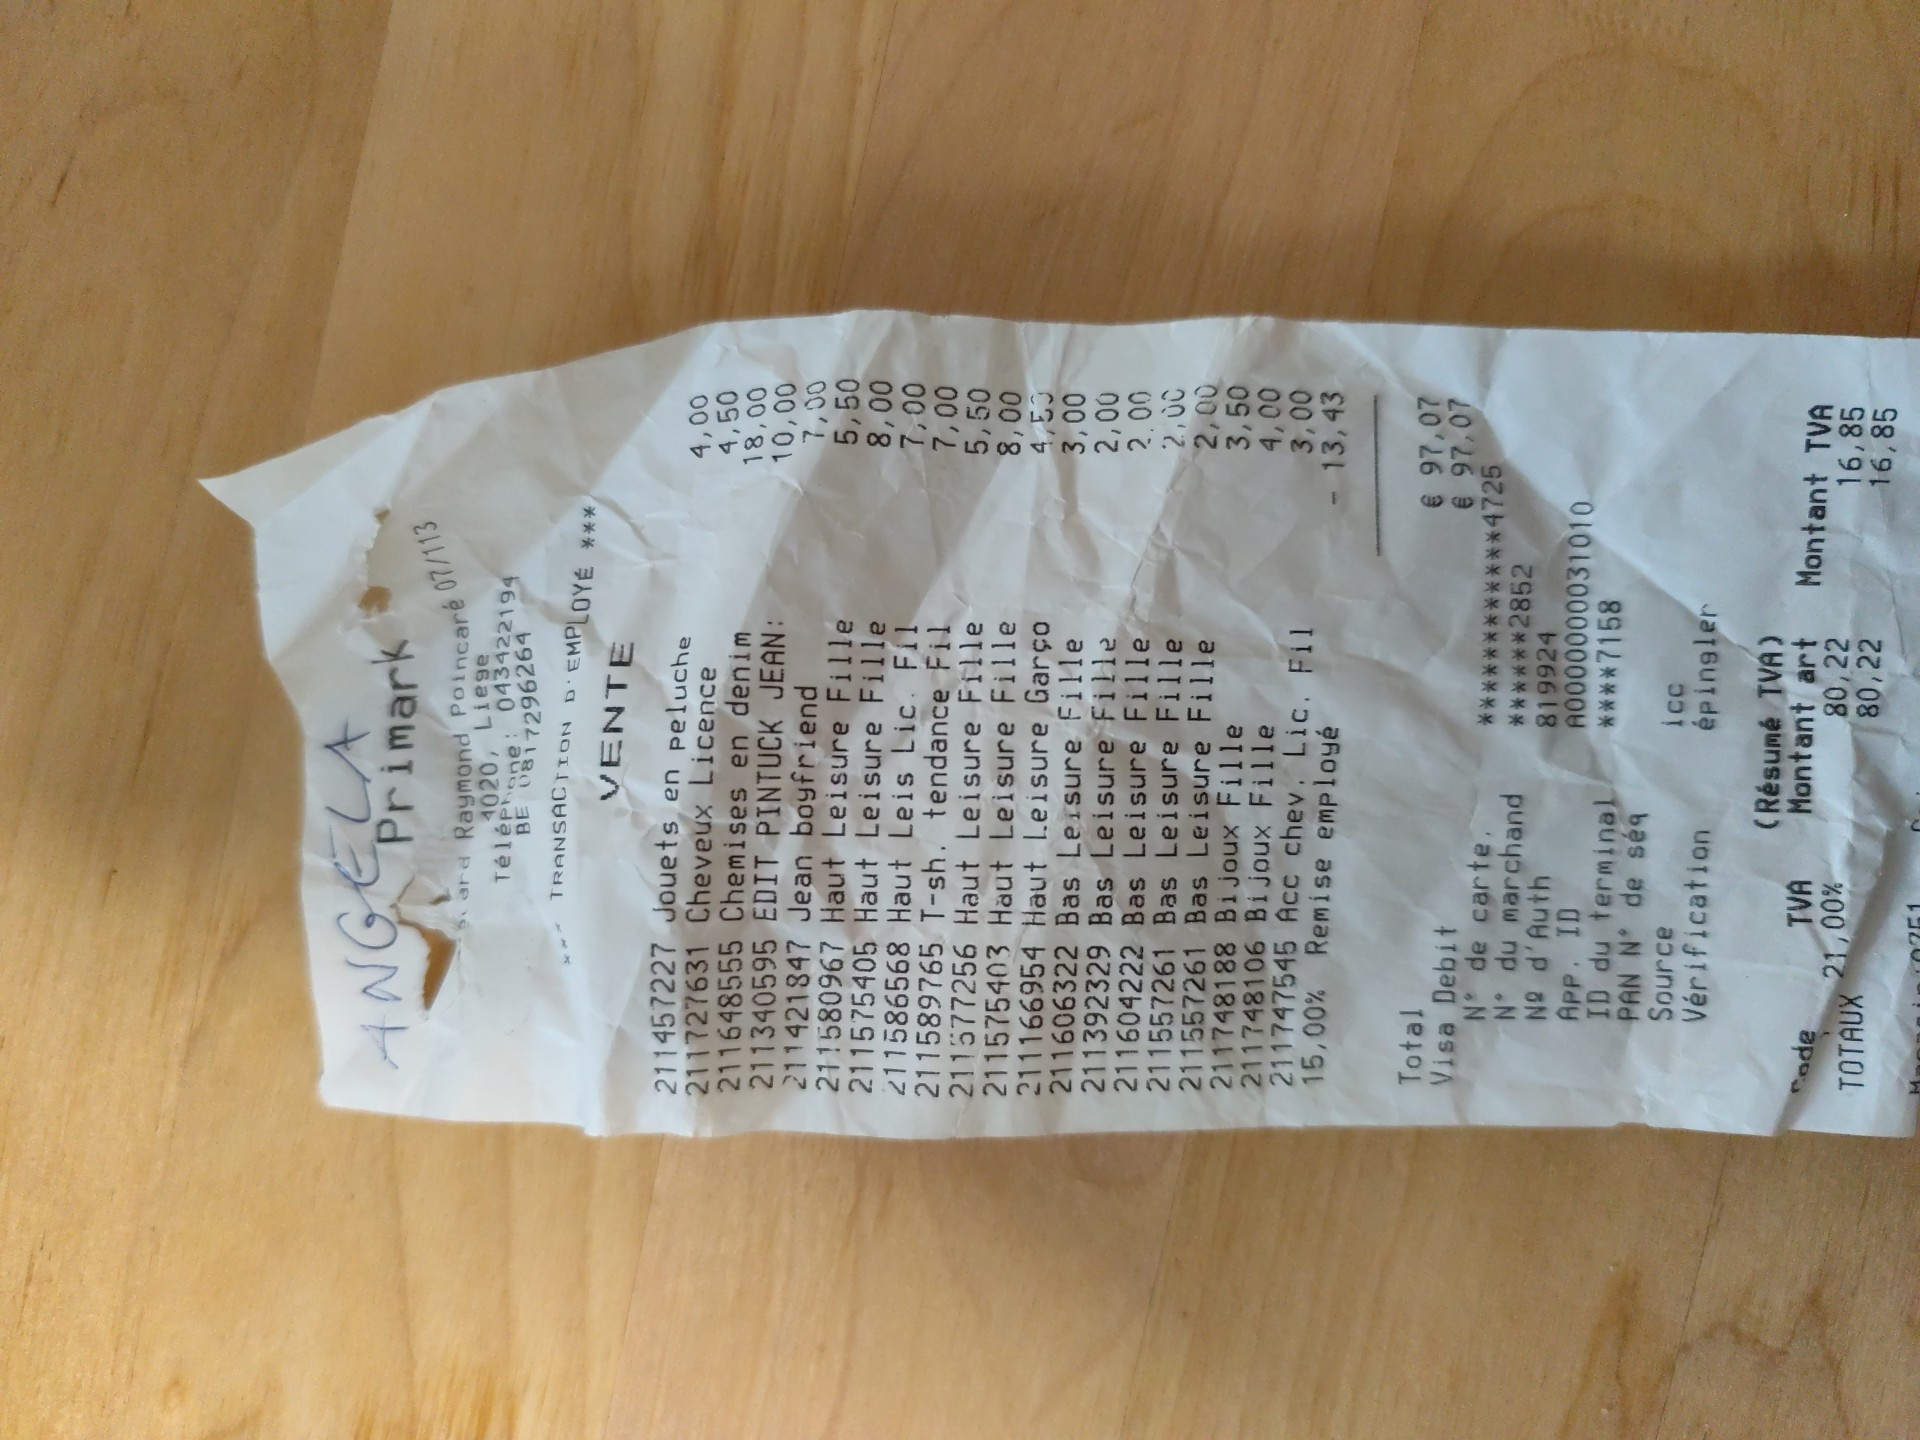 ANGELA
Primark
Raymond Poincaré 07/113
4020, Liege
Téléphone: 043422194
BE 0817296264
*** TRANSACTION D'EMPLOYÉ ***
VENTE
211457227 Jouets en peluche 4,00
211727631 Cheveux Licence 4,50
211648555 Chemises en denim 18,00
211340595 EDIT PINTUCK JEAN: 10,00
211421847 Jean boyfriend 7,00
211580967 Haut Leisure Fille 5,50
211575405 Haut Leisure Fille 8,00
211586568 Haut Leis Lic. Fil 7,00
211589765 T-sh. tendance Fil 7,00
211577256 Haut Leisure Fille 5,50
211575403 Haut Leisure Fille 8,00
211166954 Haut Leisure Garço 4,50
211606322 Bas Leisure Fille 3,00
211392329 Bas Leisure Fille 2,00
211604222 Bas Leisure Fille 2,00
211557261 Bas Leisure Fille 2,00
211557261 Bas Leisure Fille 2,00
211748188 Bijoux Fille 3,50
211748106 Bijoux Fille 4,00
211747545 Acc chev. Lic. Fil 3,00
15,00% Remise employé - 13,43
Total € 97,07
Visa Debit € 97,07
N° de carte. ************4725
N° du marchand *****2852
Nº d'Auth 819924
APP. ID A0000000031010
ID du terminal ****7158
PAN N° de séq
Source icc
Vérification épingler
(Résumé TVA)
Code TVA Montant art Montant TVA
21,00% 80,22 16,85
TOTAUX 80,22 16,85